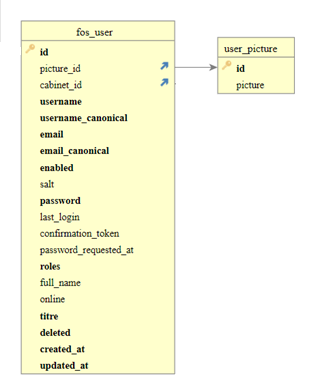 fos_user
id
picture_id
cabinet_id
username
username_canonical
email
email_canonical
enabled
salt
password
last_login
confirmation_token
password_requested_at
roles
full_name
online
titre
deleted
created_at
updated_at
user_picture
id
picture